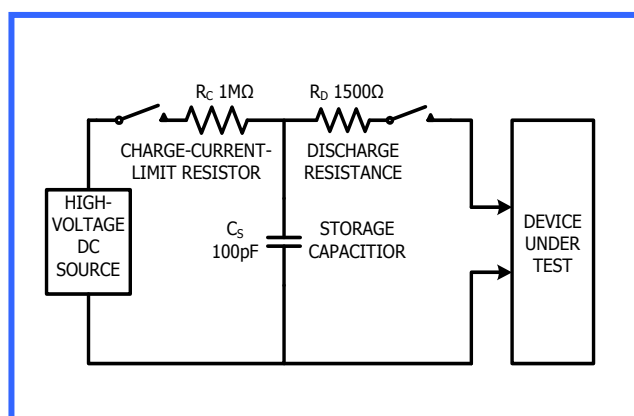 R_C 1MΩ
CHARGE-CURRENT-
LIMIT RESISTOR
R_D 1500Ω
DISCHARGE
RESISTANCE
HIGH-
VOLTAGE
DC
SOURCE
C_S
100pF
STORAGE
CAPACITIOR
DEVICE
UNDER
TEST